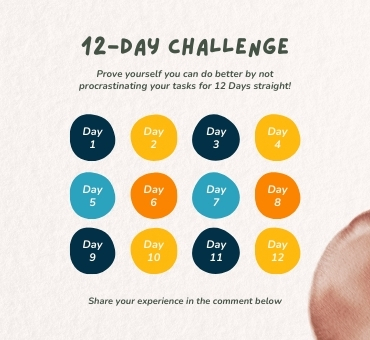 12-DAY CHALLENGE
Prove yourself you can do better by not
procrastinating your tasks for 12 Days straight!
Day
1
Day
2
Day
3
Day
4
Day
5
Day
6
Day
7
Day
8
Day
9
Day
10
Day
11
Day
12
Share your experience in the comment below